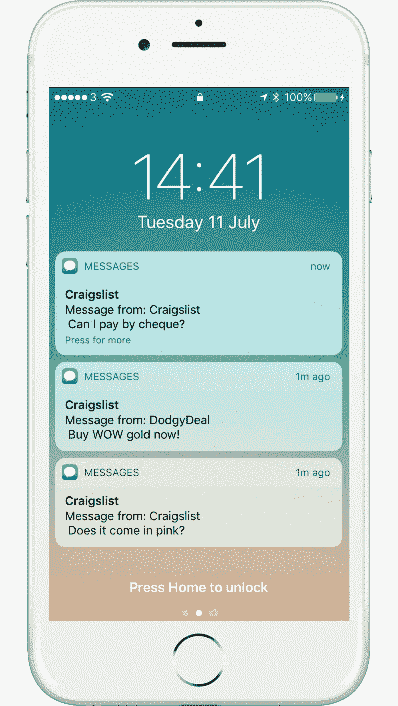 3 100%
14:41
Tuesday 11 July
MESSAGES now
Craigslist
Message from: Craigslist
Can I pay by cheque?
Press for more
MESSAGES 1m ago
Craigslist
Message from: DodgyDeal
Buy WOW gold now!
MESSAGES 1m ago
Craigslist
Message from: Craigslist
Does it come in pink?
Press Home to unlock